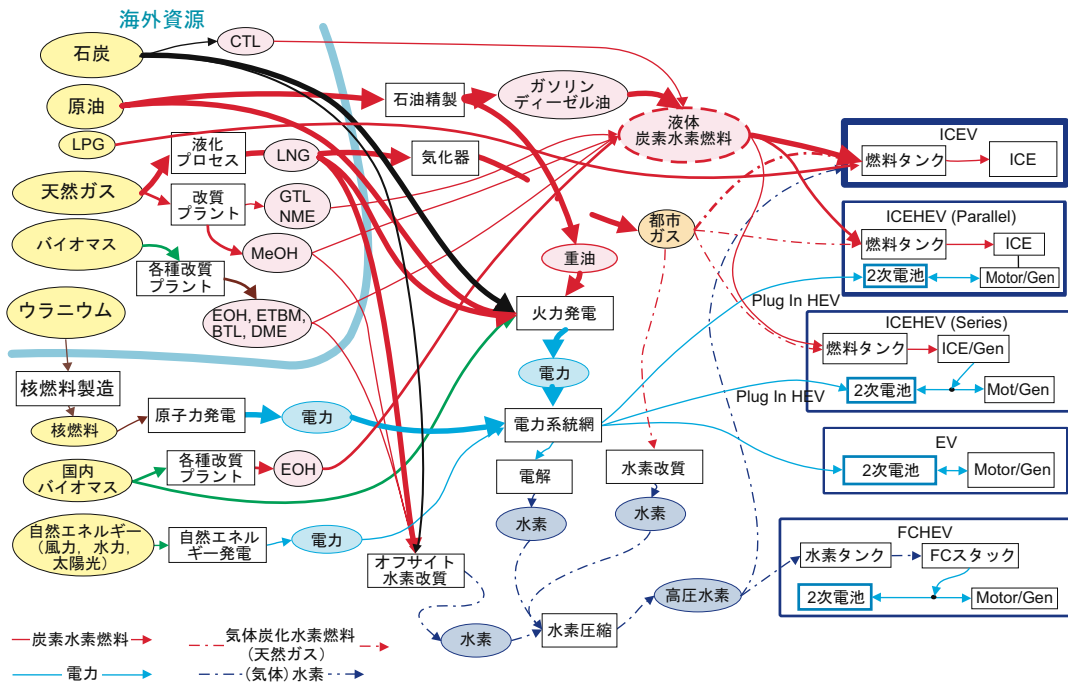 海外資源
石炭
CTL
原油
石油精製
ガソリン
ディーゼル油
液体
炭素水素燃料
LPG
液化
プロセス
LNG
気化器
天然ガス
改質
プラント
GTL
NME
都市
ガス
バイオマス
各種改質
プラント
MeOH
重油
EOH, ETBM,
BTL, DME
火力発電
ウラニウム
電力
核燃料製造
核燃料
原子力発電
電力
電力系統網
国内
バイオマス
各種改質
プラント
EOH
電解
水素改質
水素
水素
自然エネルギー
(風力，水力，
太陽光)
自然エネル
ギー発電
電力
オフサイト
水素改質
水素
水素圧縮
高圧水素
ICEV
燃料タンク
ICE
ICEHEV (Parallel)
燃料タンク
ICE
2次電池
Motor/Gen
Plug In HEV
ICEHEV (Series)
燃料タンク
ICE/Gen
2次電池
Mot/Gen
Plug In HEV
EV
2次電池
Motor/Gen
FCHEV
水素タンク
FCスタック
2次電池
Motor/Gen
炭素水素燃料
気体炭化水素燃料
(天然ガス)
電力
(気体)水素